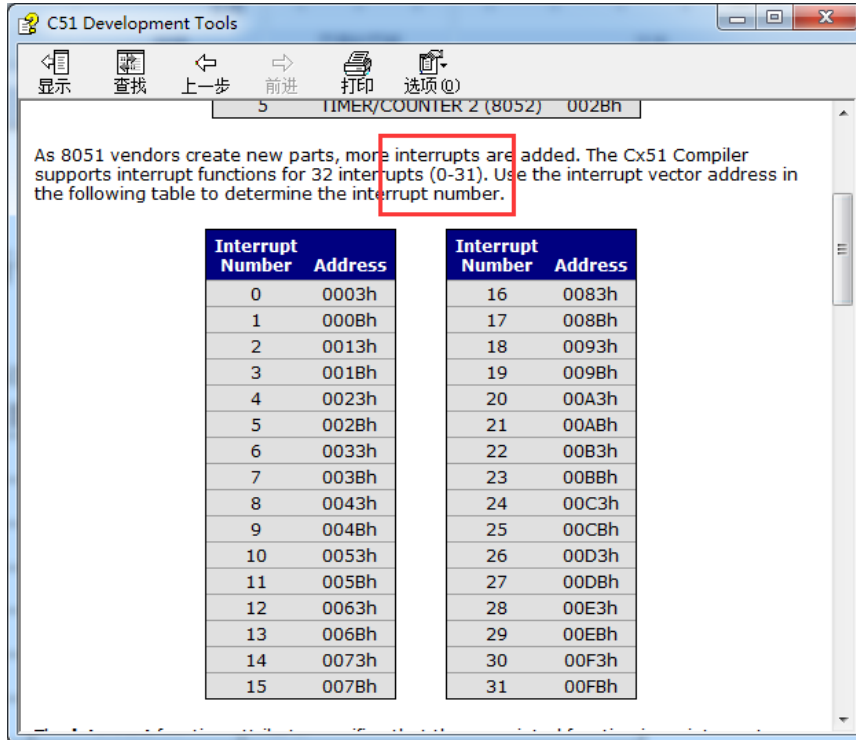 C51 Development Tools
显示 查找 上一步 前进 打印 选项(O)
5 TIMER/COUNTER 2 (8052) 002Bh
As 8051 vendors create new parts, more interrupts are added. The Cx51 Compiler
supports interrupt functions for 32 interrupts (0-31). Use the interrupt vector address in
the following table to determine the interrupt number.
Interrupt Interrupt
Number Address Number Address
0 0003h 16 0083h
1 000Bh 17 008Bh
2 0013h 18 0093h
3 001Bh 19 009Bh
4 0023h 20 00A3h
5 002Bh 21 00ABh
6 0033h 22 00B3h
7 003Bh 23 00BBh
8 0043h 24 00C3h
9 004Bh 25 00CBh
10 0053h 26 00D3h
11 005Bh 27 00DBh
12 0063h 28 00E3h
13 006Bh 29 00EBh
14 0073h 30 00F3h
15 007Bh 31 00FBh